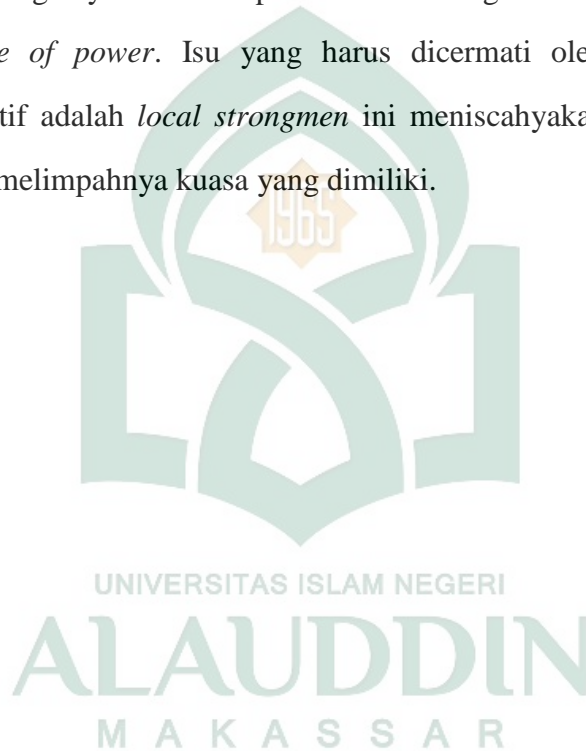 e of power. Isu yang harus dicermati ole
tif adalah local strongmen ini meniscahyaka
melimpahnya kuasa yang dimiliki.
1965
UNIVERSITAS ISLAM NEGERI
ALAUDDIN
MAKASSAR